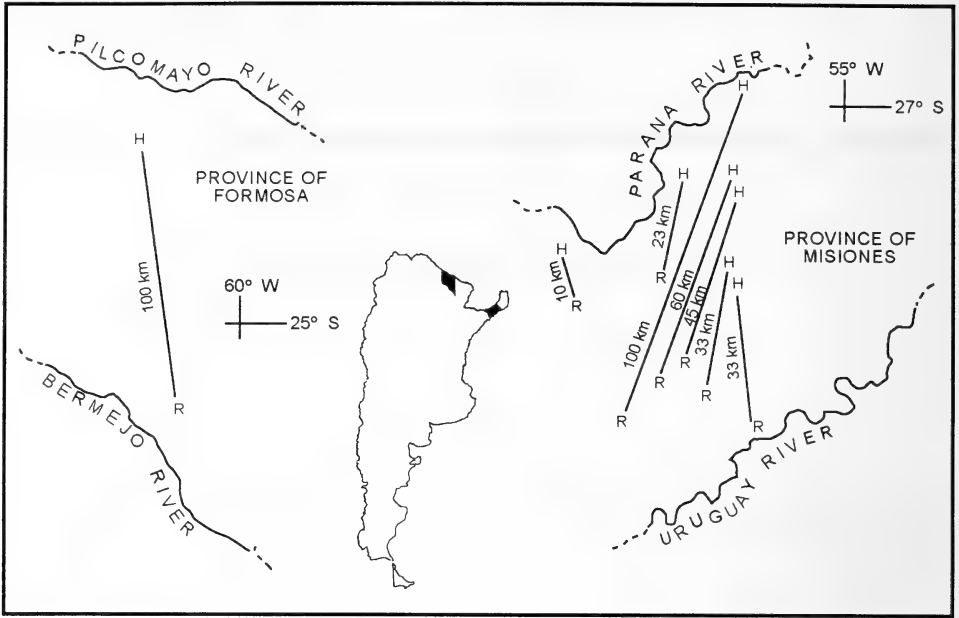 PILCOMAYO RIVER
H
PROVINCE OF
FORMOSA
100 km
60° W
25° S
R
BERMEJO RIVER
PARANA RIVER
55° W
27° S
H
H
H
H
23 km
PROVINCE OF
MISIONES
H
10 km
R
R
H
H
60 km
45 km
33 km
100 km
33 km
R
R
R
R
R
URUGUAY RIVER